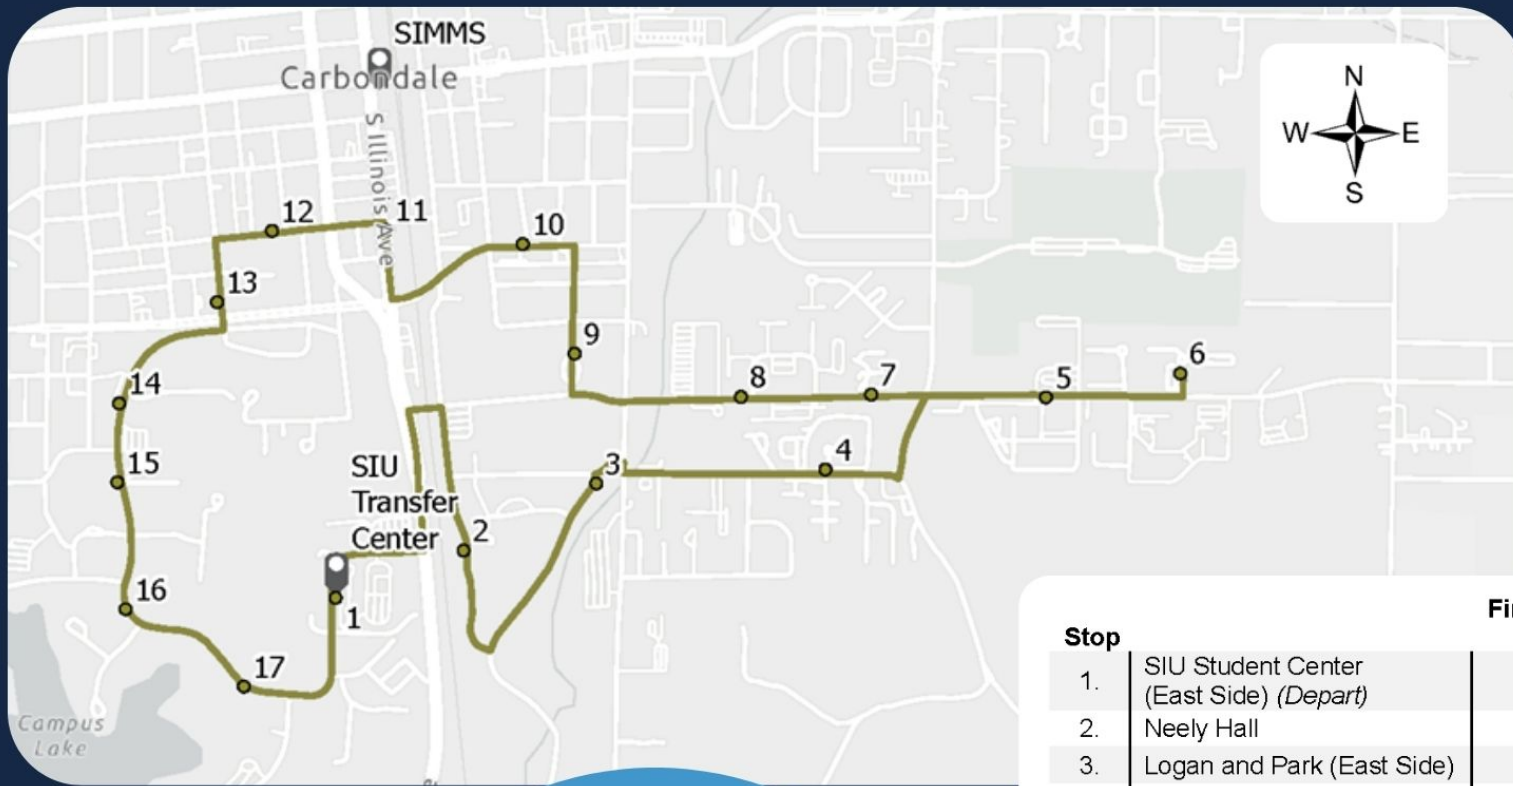 SIMMS
Carbondale
N
W E
S
S Illinois Ave
12
11
10
13
9
6
14
8
7
5
15
SIU
Transfer
Center
3
4
2
16
1
17
Campus
Lake
Stop
1. SIU Student Center
(East Side) (Depart)
2. Neely Hall
3. Logan and Park (East Side)